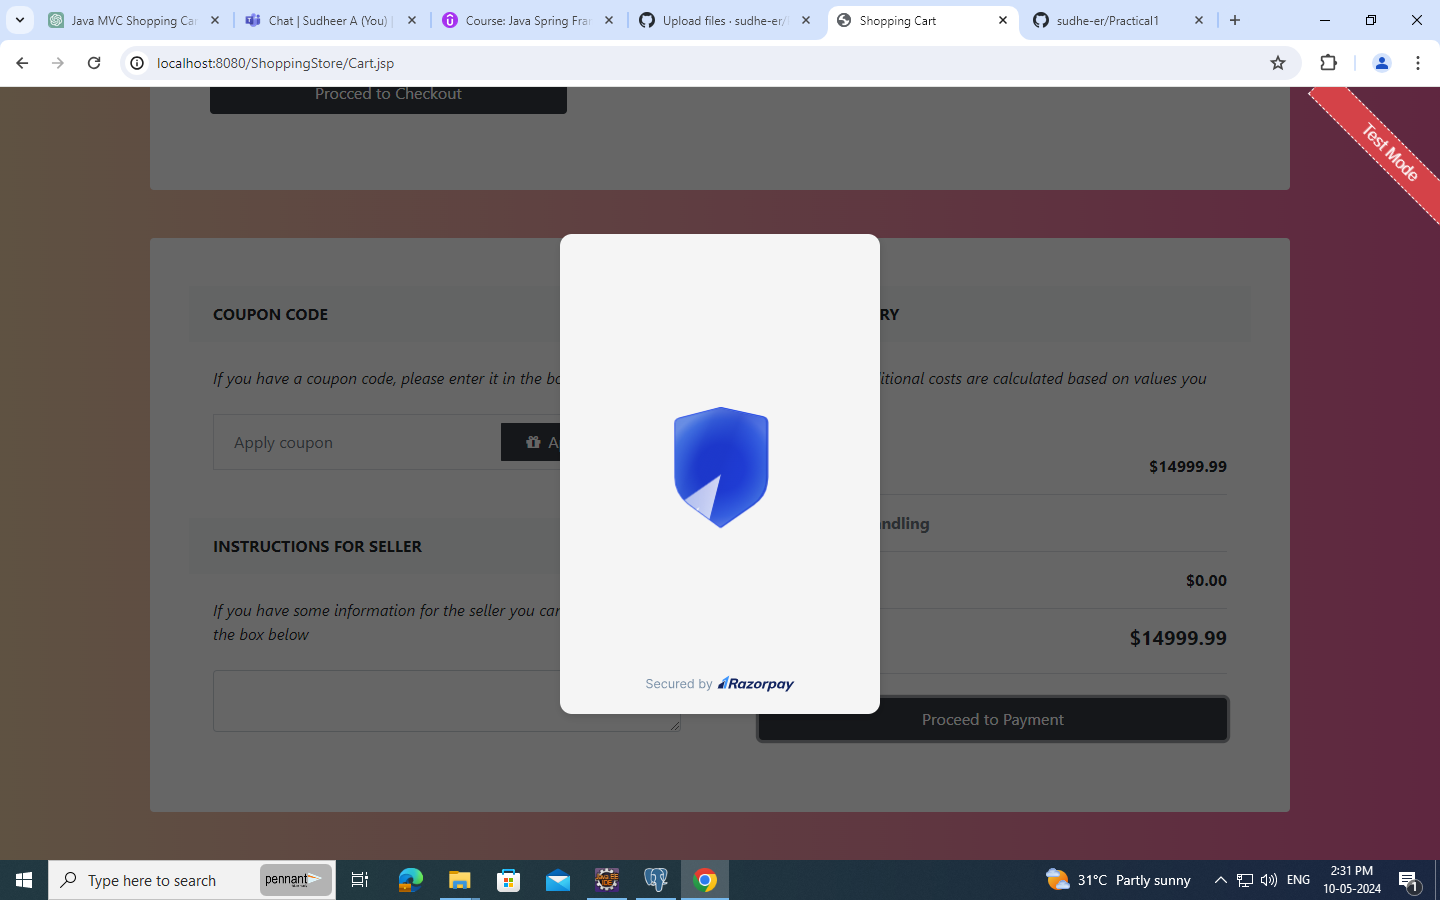 Java MVC Shopping Car
Chat | Sudheer A (You) |
Course: Java Spring Fra
Upload files · sudhe-er/
Shopping Cart
sudhe-er/Practical1
localhost:8080/ShoppingStore/Cart.jsp
Procced to Checkout
Test Mode
COUPON CODE
RY
If you have a coupon code, please enter it in the bo
itional costs are calculated based on values you
Apply coupon
A
$14999.99
ndling
INSTRUCTIONS FOR SELLER
$0.00
If you have some information for the seller you can
the box below
$14999.99
Secured by Razorpay
Proceed to Payment
Type here to search
pennant
31°C Partly sunny
ENG
2:31 PM
10-05-2024
1